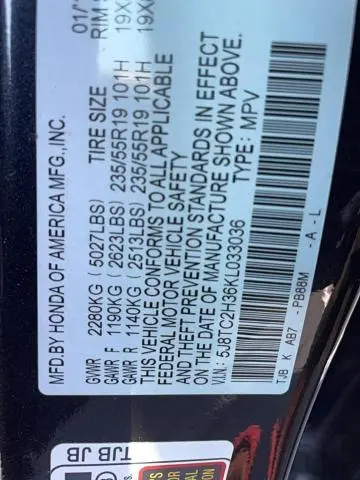 01/
MFD.BY HONDA OF AMERICA MFG.,INC.
TIRE SIZE RIM S
GVWR 2280KG ( 5027LBS)
GAWR F 1190KG ( 2623LBS) 235/55R19 101H 19X
GAWR R 1140KG ( 2513LBS) 235/55R19 101H 19X
THIS VEHICLE CONFORMS TO ALL APPLICABLE
FEDERAL MOTOR VEHICLE SAFETY
AND THEFT PREVENTION STANDARDS IN EFFECT
ON THE DATE OF MANUFACTURE SHOWN ABOVE.
V.I.N.: 5J8TC2H36KL033036 TYPE: MPV
TJB K AB7 -PB88M -A -L
TJB JB